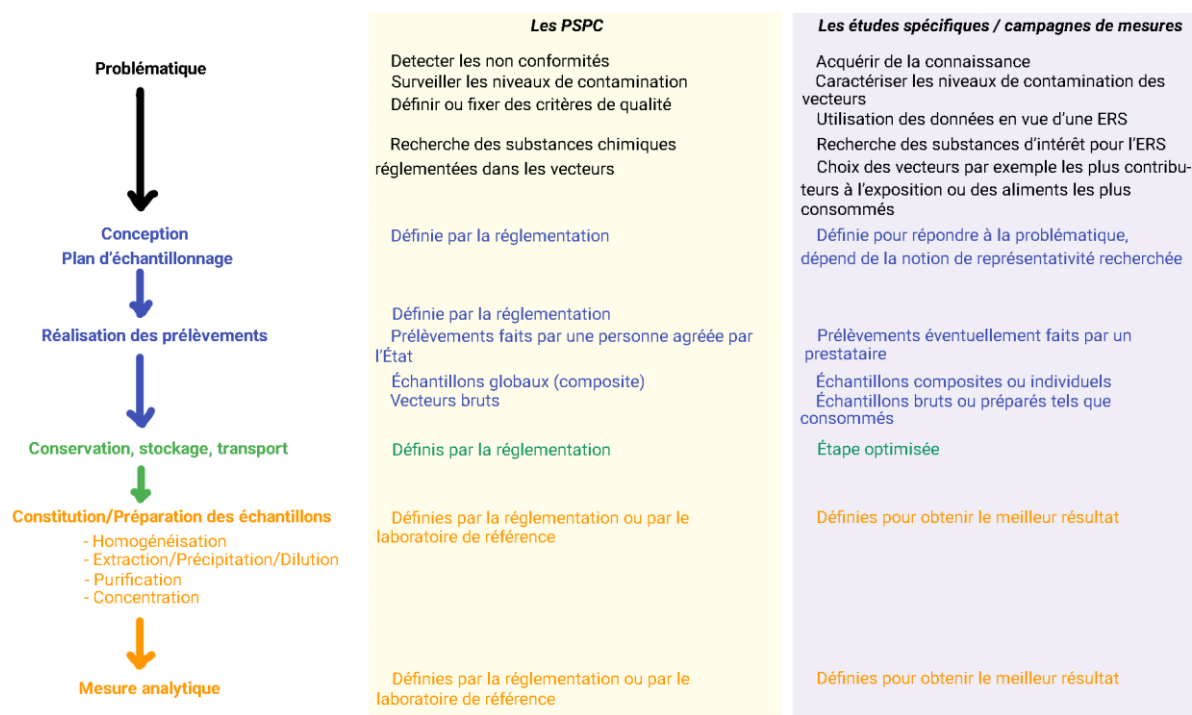 Les PSPC
Les études spécifiques / campagnes de mesures
Problématique
Detecter les non conformités
Surveiller les niveaux de contamination
Définir ou fixer des critères de qualité
Recherche des substances chimiques
réglementées dans les vecteurs
Acquérir de la connaissance
Caractériser les niveaux de contamination des
vecteurs
Utilisation des données en vue d'une ERS
Recherche des substances d'intérêt pour l'ERS
Choix des vecteurs par exemple les plus contribu-
teurs à l'exposition ou des aliments les plus
consommés
Conception
Plan d'échantillonnage
Définie par la réglementation
Définie pour répondre à la problématique,
dépend de la notion de représentativité recherchée
Réalisation des prélèvements
Définie par la réglementation
Prélèvements faits par une personne agréée par
l'État
Échantillons globaux (composite)
Vecteurs bruts
Prélèvements éventuellement faits par un
prestataire
Échantillons composites ou individuels
Échantillons bruts ou préparés tels que
consommés
Conservation, stockage, transport
Définis par la réglementation
Étape optimisée
Constitution/Préparation des échantillons
- Homogénéisation
- Extraction/Précipitation/Dilution
- Purification
- Concentration
Définies par la réglementation ou par le
laboratoire de référence
Définies pour obtenir le meilleur résultat
Mesure analytique
Définies par la réglementation ou par le
laboratoire de référence
Définies pour obtenir le meilleur résultat